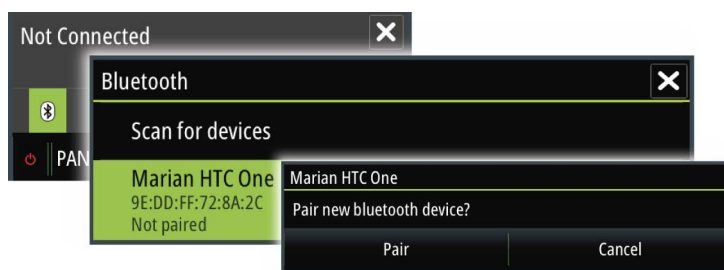 Not Connected
Bluetooth
Scan for devices
PAN
Marian HTC One
9E:DD:FF:72:8A:2C
Not paired
Marian HTC One
Pair new bluetooth device?
Pair
Cancel